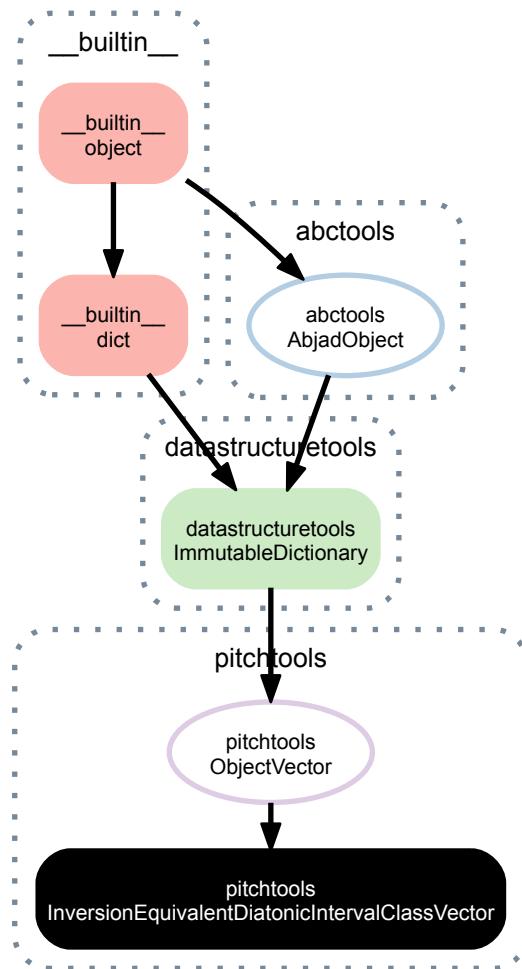 __builtin__
__builtin__
object
abctools
__builtin__
dict
abctools
AbjadObject
datastructuretools
datastructuretools
ImmutableDictionary
pitchtools
pitchtools
ObjectVector
pitchtools
InversionEquivalentDiatonicIntervalClassVector